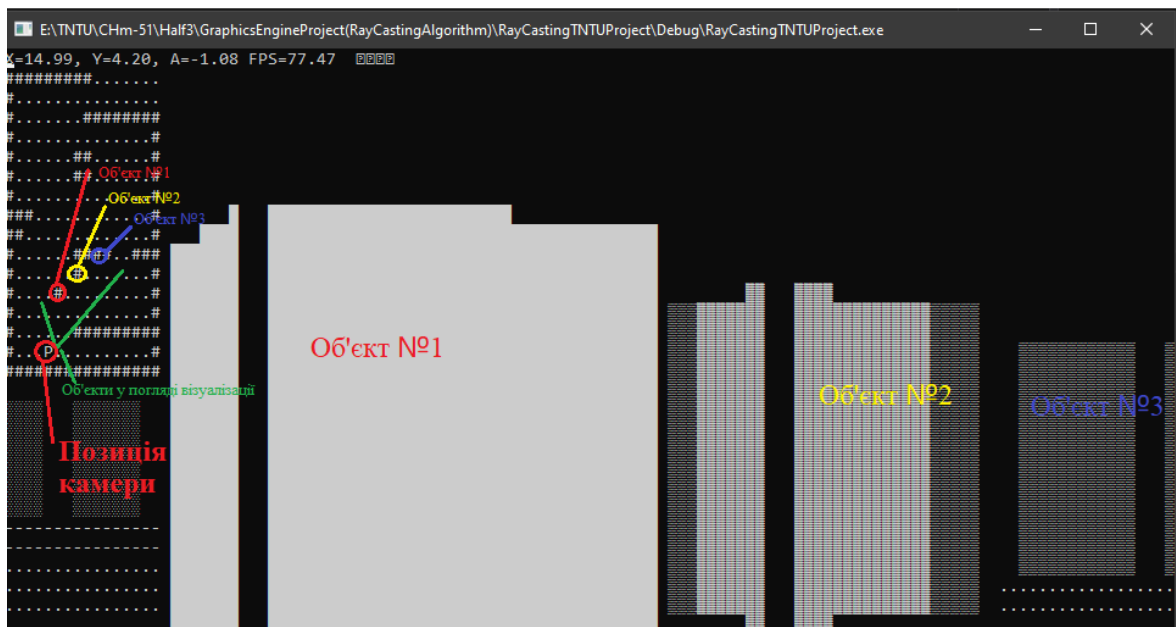 E:\TNTU\CHm-51\Half3\GraphicsEngineProject(RayCastingAlgorithm)\RayCastingTNTUProject\Debug\RayCastingTNTUProject.exe
X=14.99, Y=4.20, A=-1.08 FPS=77.47
#########.......
#...............
#.......########
#..............#
#......##......#
#......##......#
Об'єкт №1
#..............#
Об'єкт №2
###............#
Об'єкт №3
##.............#
#......####..###
#......#.......#
#....#.........#
#..............#
#......#########
#...P..........#
################
Об'єкти у погляді візуалізації
Позиція
камери
Об'єкт №1
Об'єкт №2
Об'єкт №3